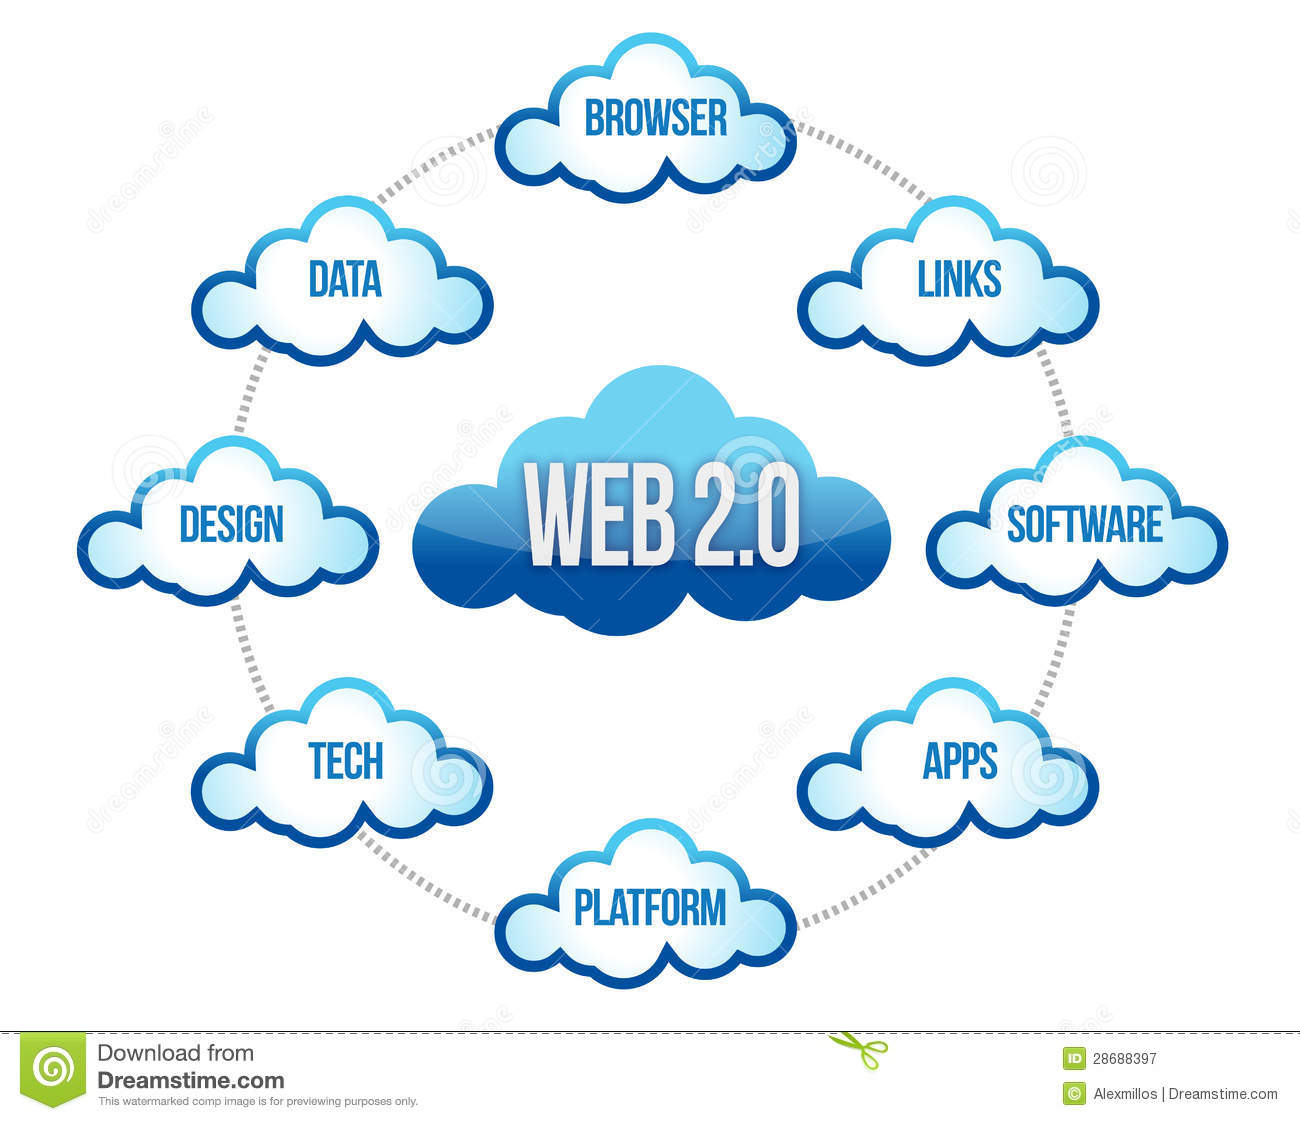 BROWSER
DATA
LINKS
WEB 2.0
DESIGN
SOFTWARE
TECH
APPS
PLATFORM
dreamstime
Download from
Dreamstime.com
This watermarked comp image is for previewing purposes only.
ID 28688397
© Alexmillos | Dreamstime.com